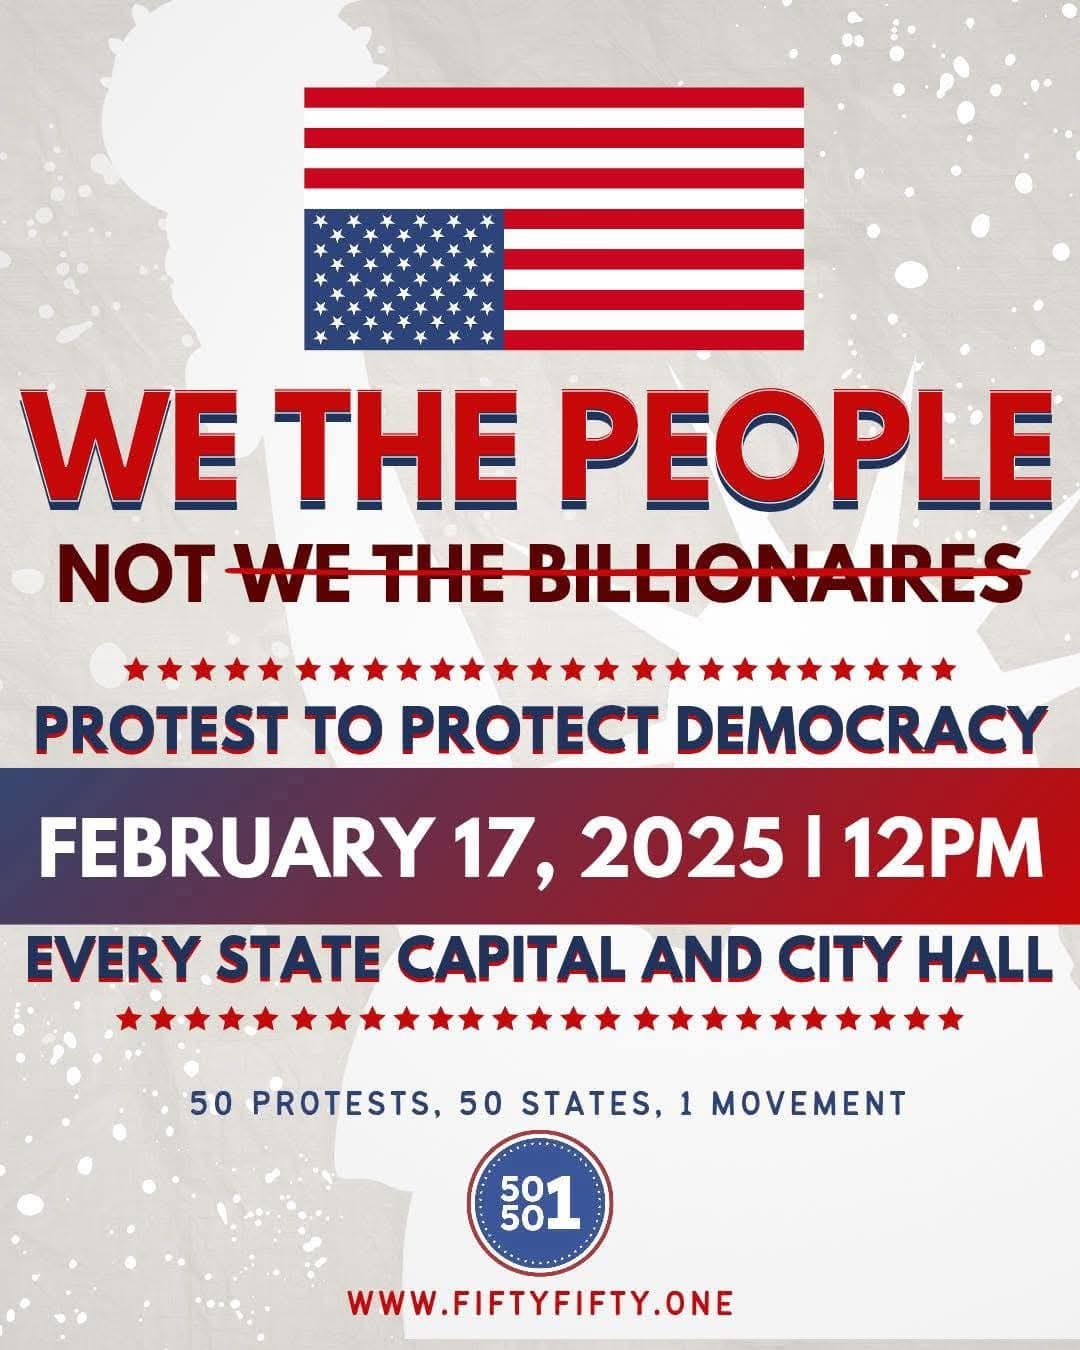 WE THE PEOPLE
NOT WE THE BILLIONAIRES
PROTEST TO PROTECT DEMOCRACY
FEBRUARY 17, 2025 | 12PM
EVERY STATE CAPITAL AND CITY HALL
50 PROTESTS, 50 STATES, 1 MOVEMENT
50
50 1
WWW.FIFTYFIFTY.ONE